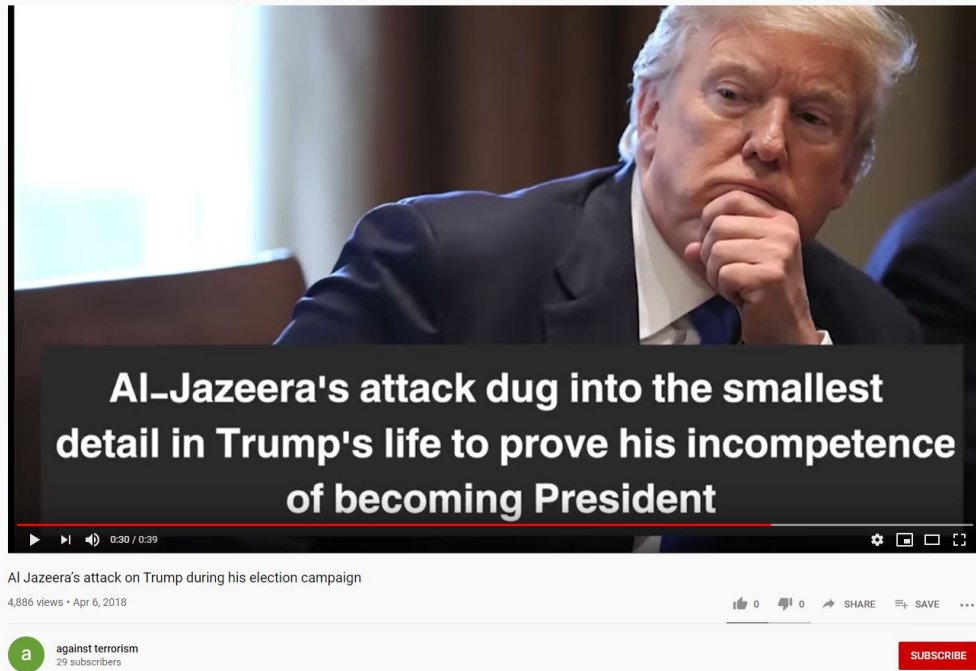 Al-Jazeera's attack dug into the smallest
detail in Trump's life to prove his incompetence
of becoming President
0:30 / 0:39
Al Jazeera's attack on Trump during his election campaign
4,886 views • Apr 6, 2018
0
0
SHARE
SAVE
a
against terrorism
29 subscribers
SUBSCRIBE